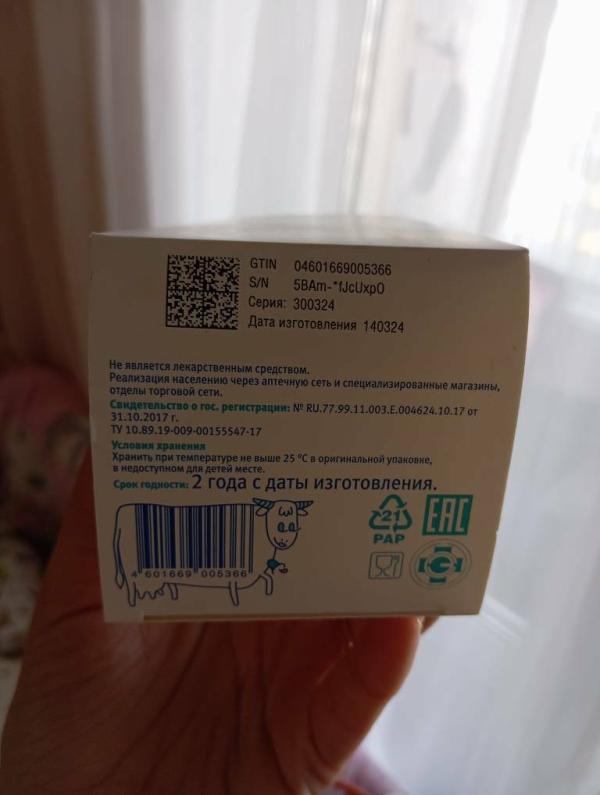 GTIN 04601669005366
S/N 5BAm-*fJcUxpO
Серия: 300324
Дата изготовления 140324
Не является лекарственным средством.
Реализация населению через аптечную сеть и специализированные магазины,
отделы торговой сети.
Свидетельство о гос. регистрации: № RU.77.99.11.003.E.004624.10.17 от
31.10.2017 г.
ТУ 10.89.19-009-00155547-17
Условия хранения
Хранить при температуре не выше 25 °С в оригинальной упаковке,
в недоступном для детей месте.
Срок годности: 2 года с даты изготовления.
4 601669 005366
21
PAP
EAC